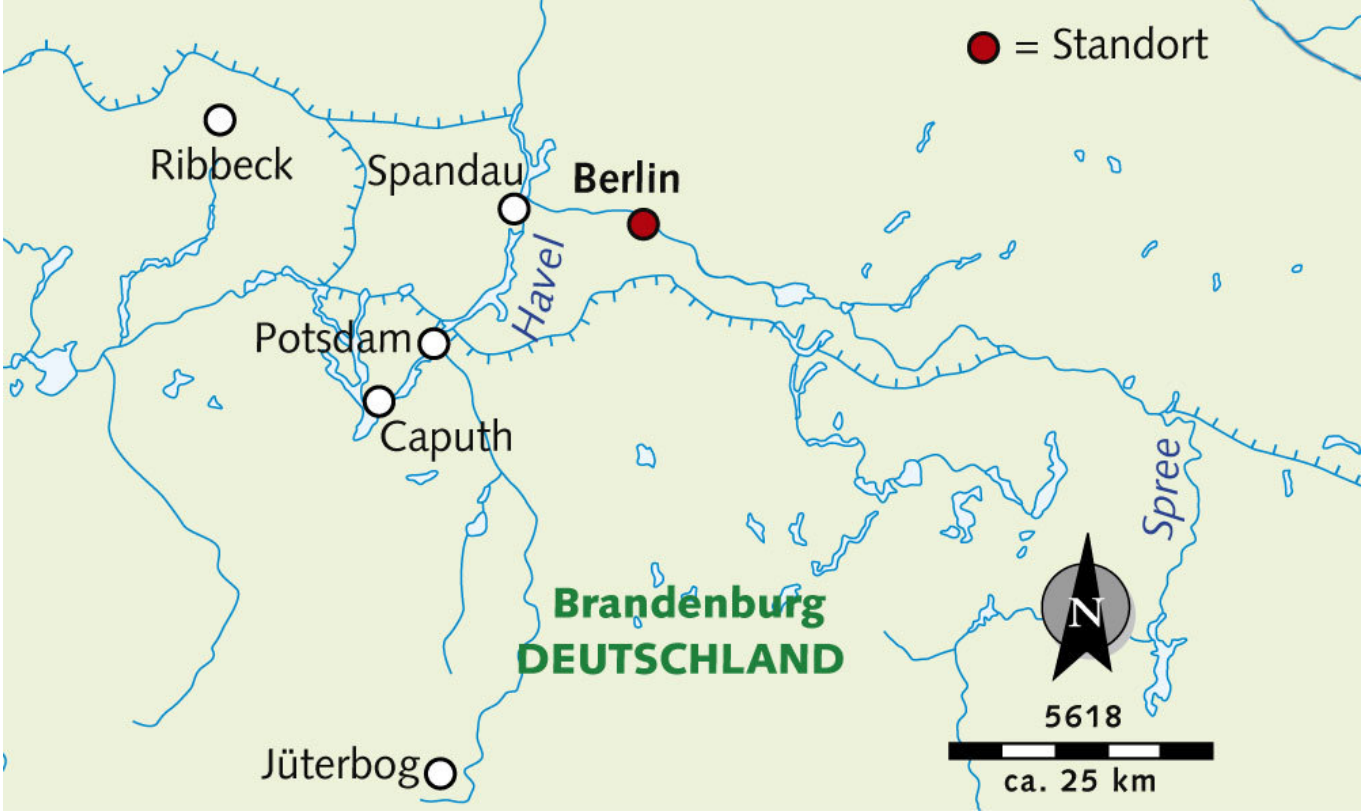 = Standort
Ribbeck
Spandau
Berlin
Havel
Potsdam
Caputh
Spree
Brandenburg
DEUTSCHLAND
N
5618
Jüterbog
ca. 25 km